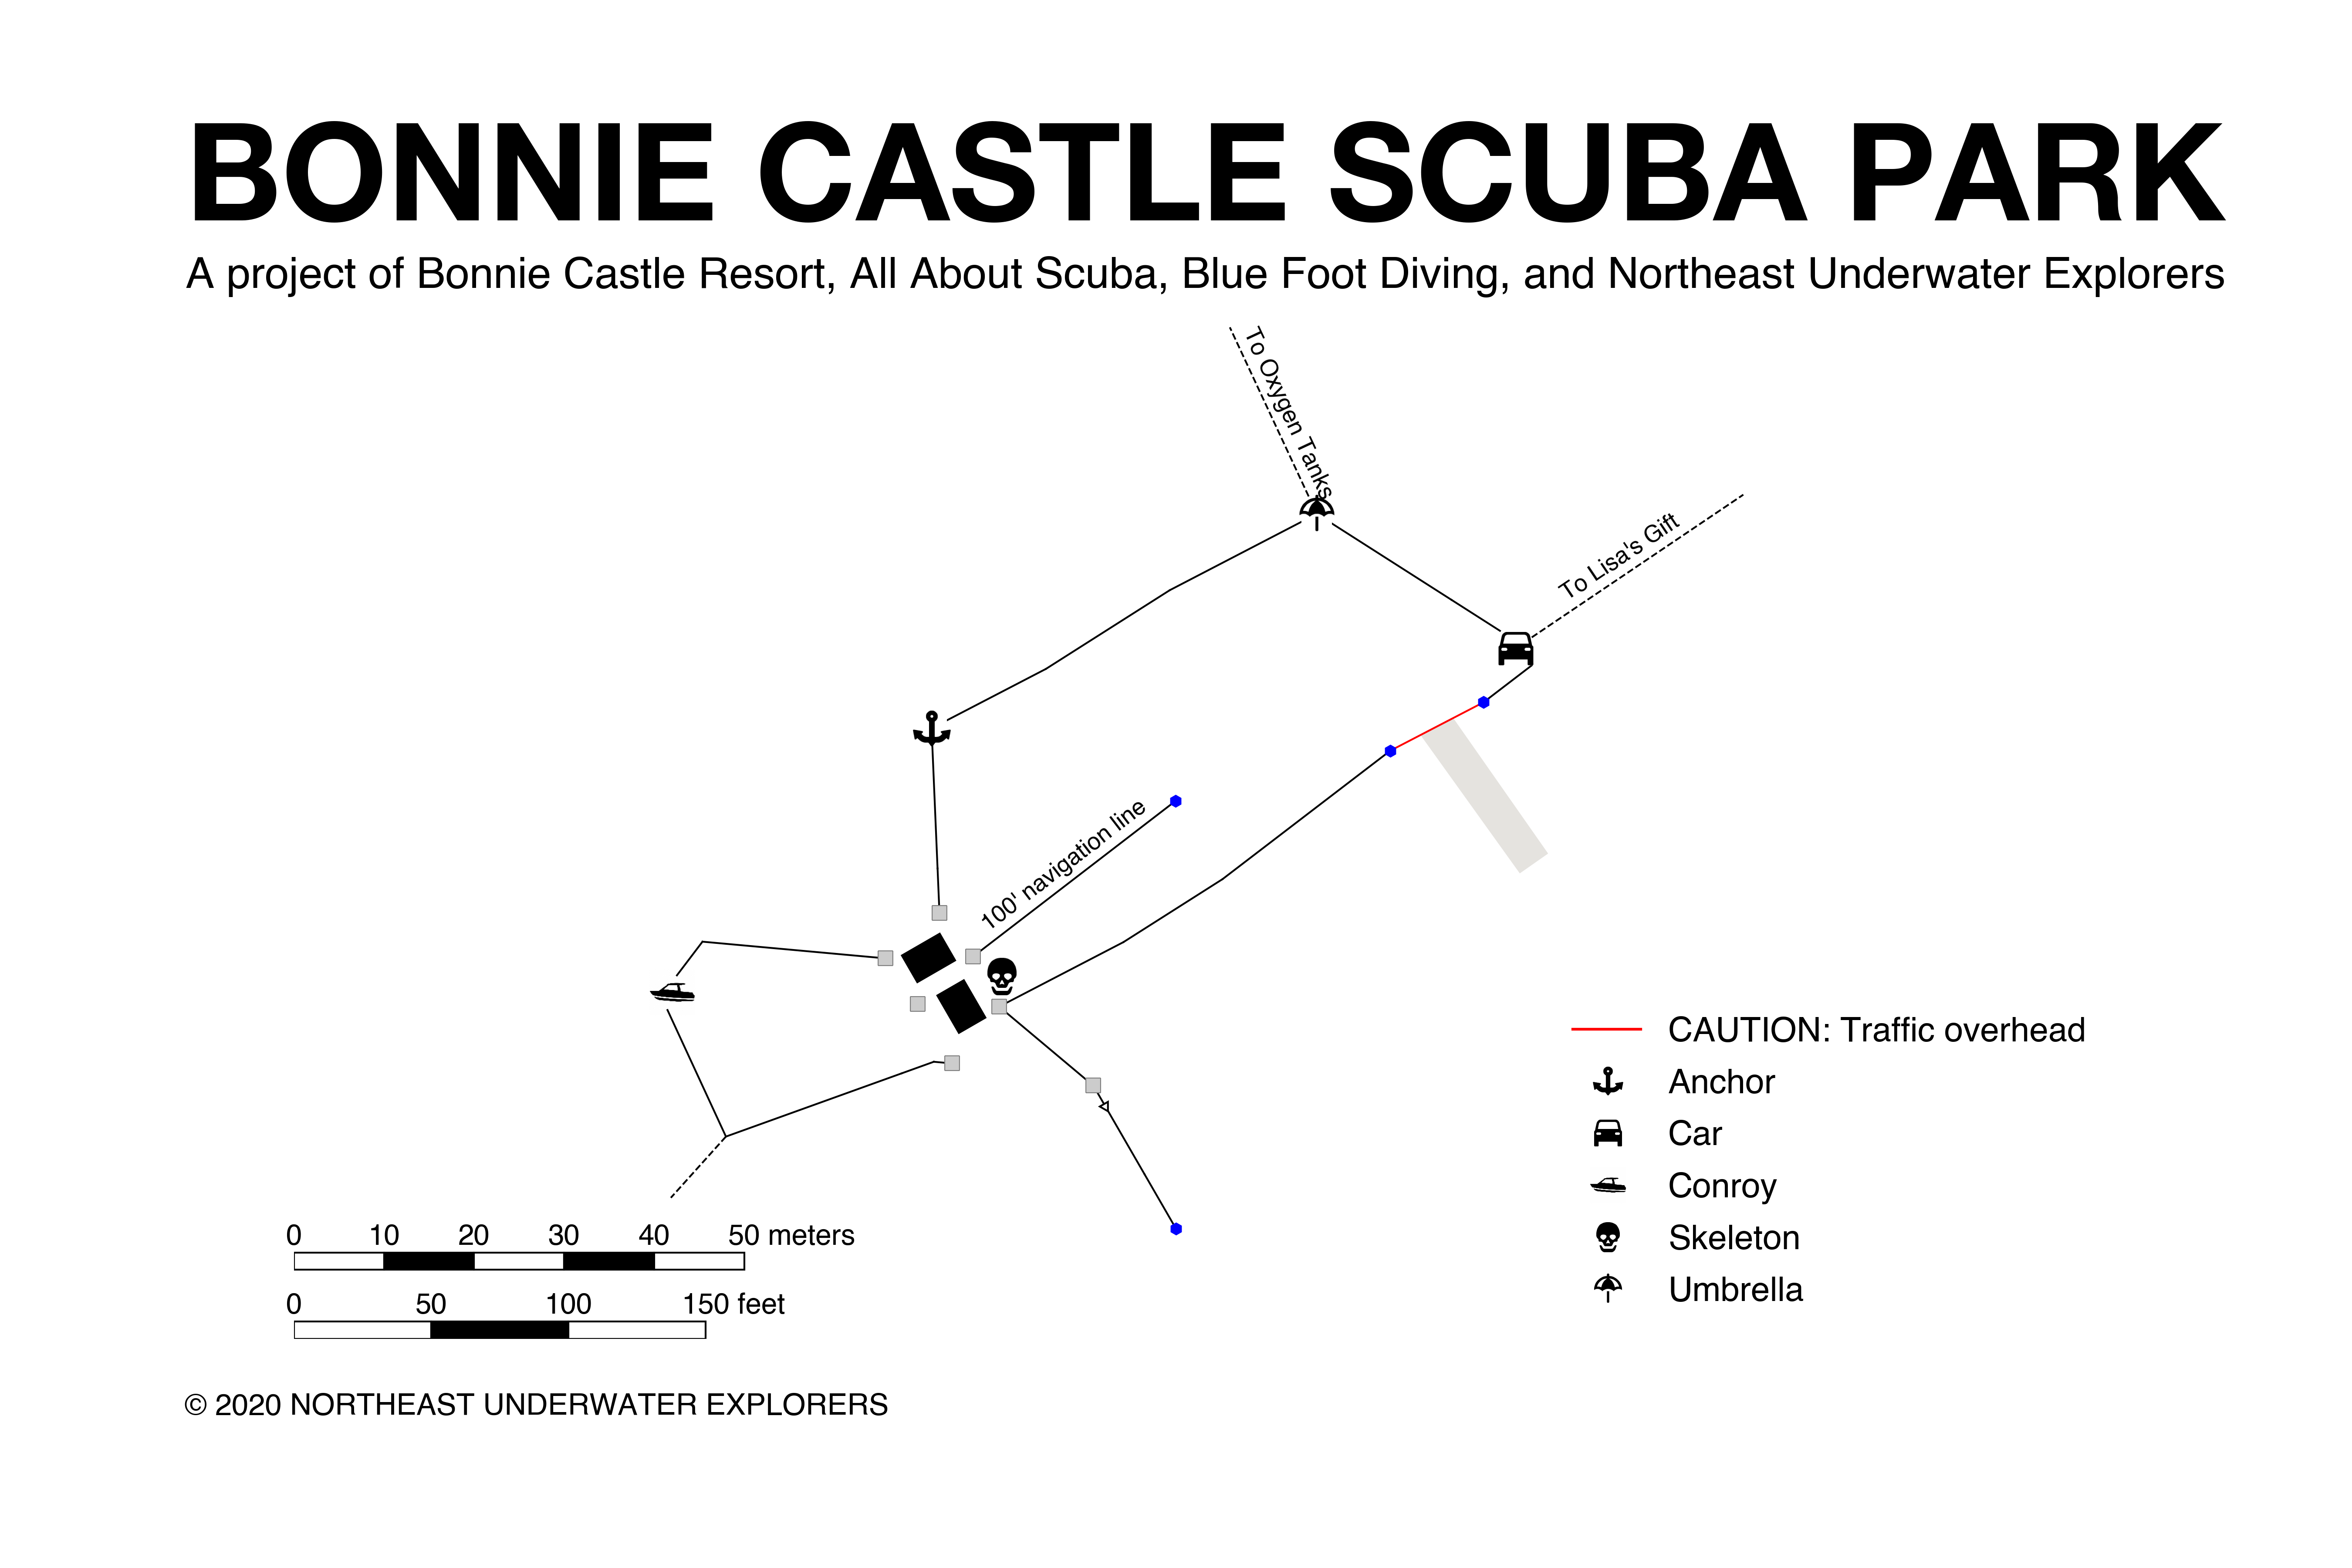 BONNIE CASTLE SCUBA PARK
A project of Bonnie Castle Resort, All About Scuba, Blue Foot Diving, and Northeast Underwater Explorers
To Oxygen Tanks
To Lisa's Gift
100' navigation line
CAUTION: Traffic overhead
Anchor
Car
Conroy
Skeleton
Umbrella
0 10 20 30 40 50 meters
0 50 100 150 feet
© 2020 NORTHEAST UNDERWATER EXPLORERS